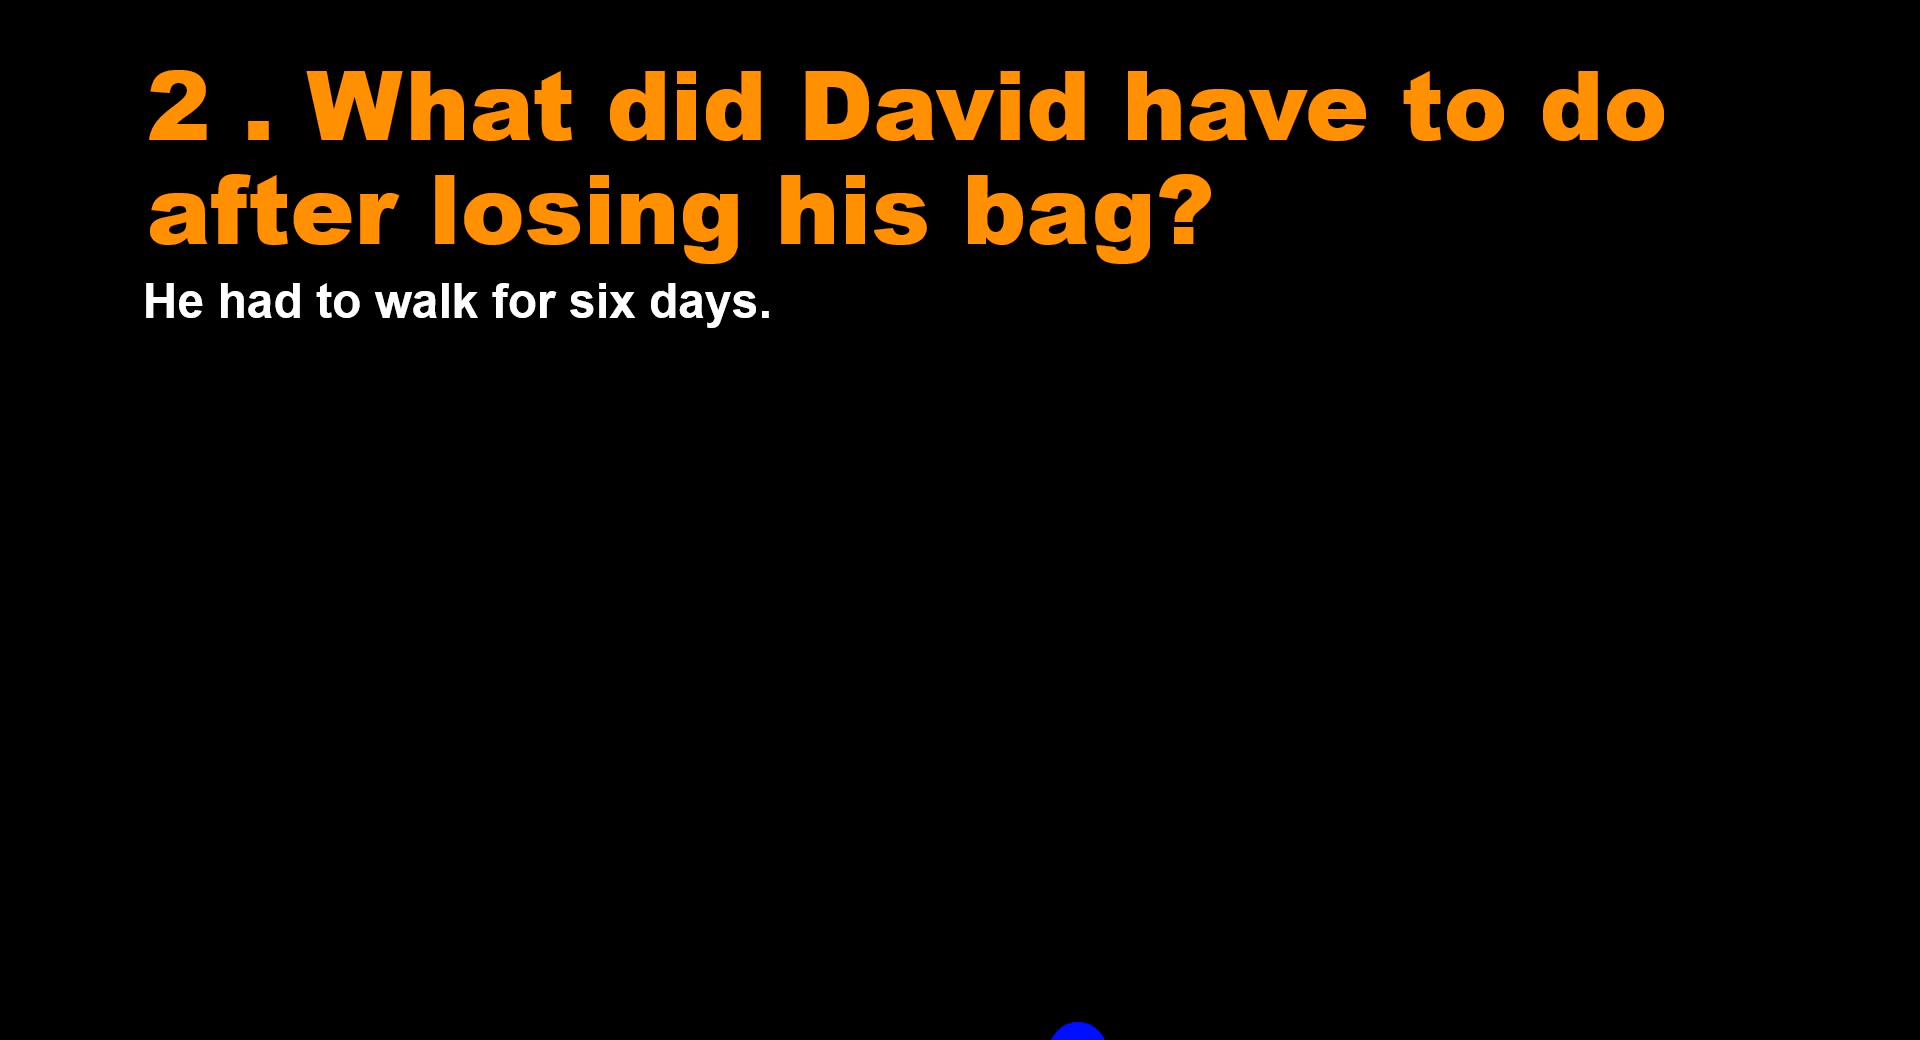 2 . What did David have to do
after losing his bag?
He had to walk for six days.